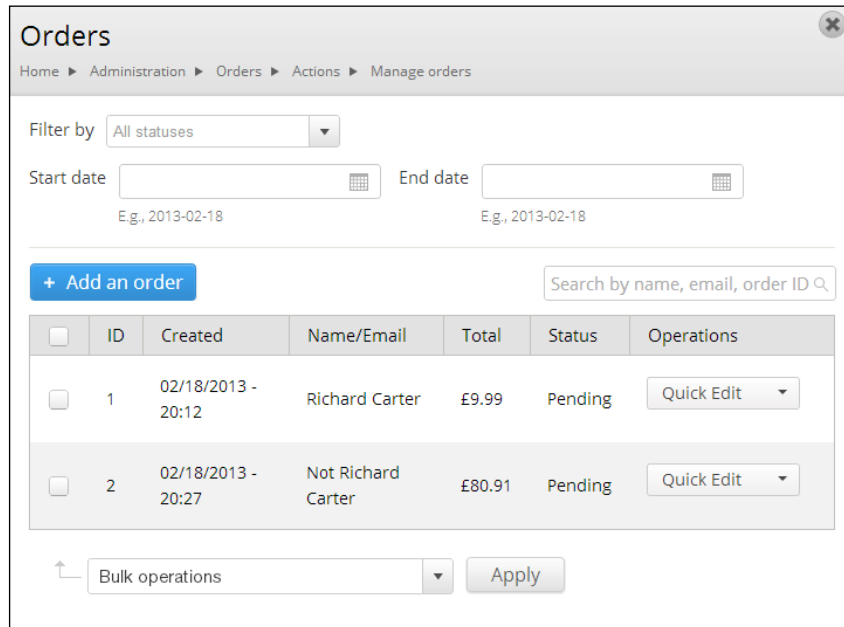 Orders
Home ▶ Administration ▶ Orders ▶ Actions ▶ Manage orders
Filter by All statuses
Start date End date
E.g., 2013-02-18 E.g., 2013-02-18
+ Add an order Search by name, email, order ID
ID Created Name/Email Total Status Operations
1 02/18/2013 - 20:12 Richard Carter £9.99 Pending Quick Edit
2 02/18/2013 - 20:27 Not Richard Carter £80.91 Pending Quick Edit
Bulk operations Apply